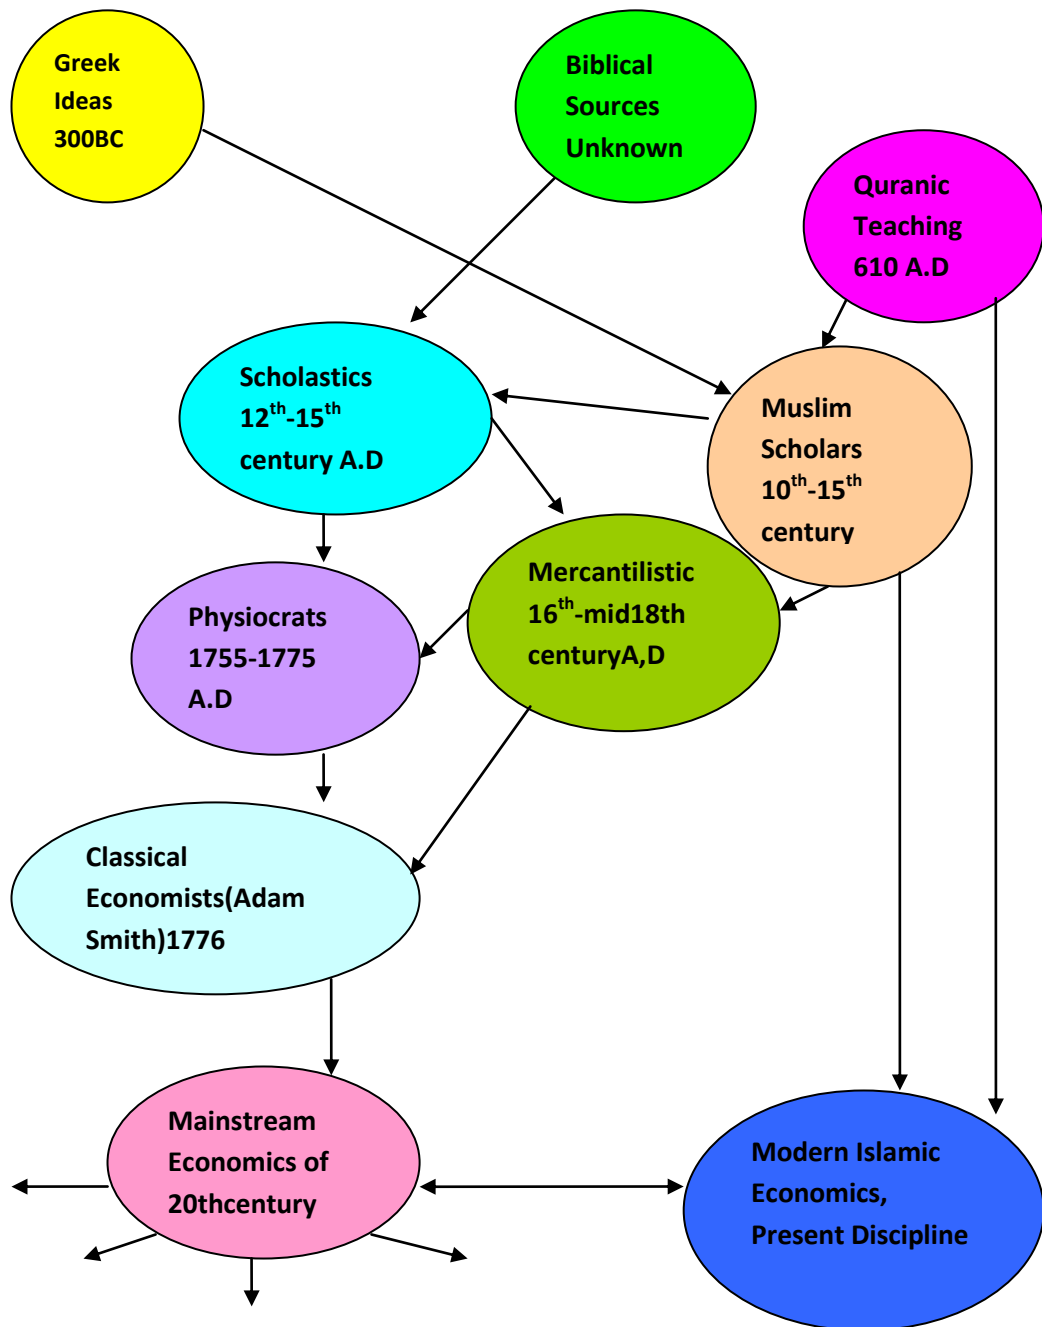 Greek
Ideas
300BC
Biblical
Sources
Unknown
Quranic
Teaching
610 A.D
Scholastics
12th-15th
century A.D
Muslim
Scholars
10th-15th
century
Mercantilistic
16th-mid18th
centuryA,D
Physiocrats
1755-1775
A.D
Classical
Economists(Adam
Smith)1776
Mainstream
Economics of
20thcentury
Modern Islamic
Economics,
Present Discipline